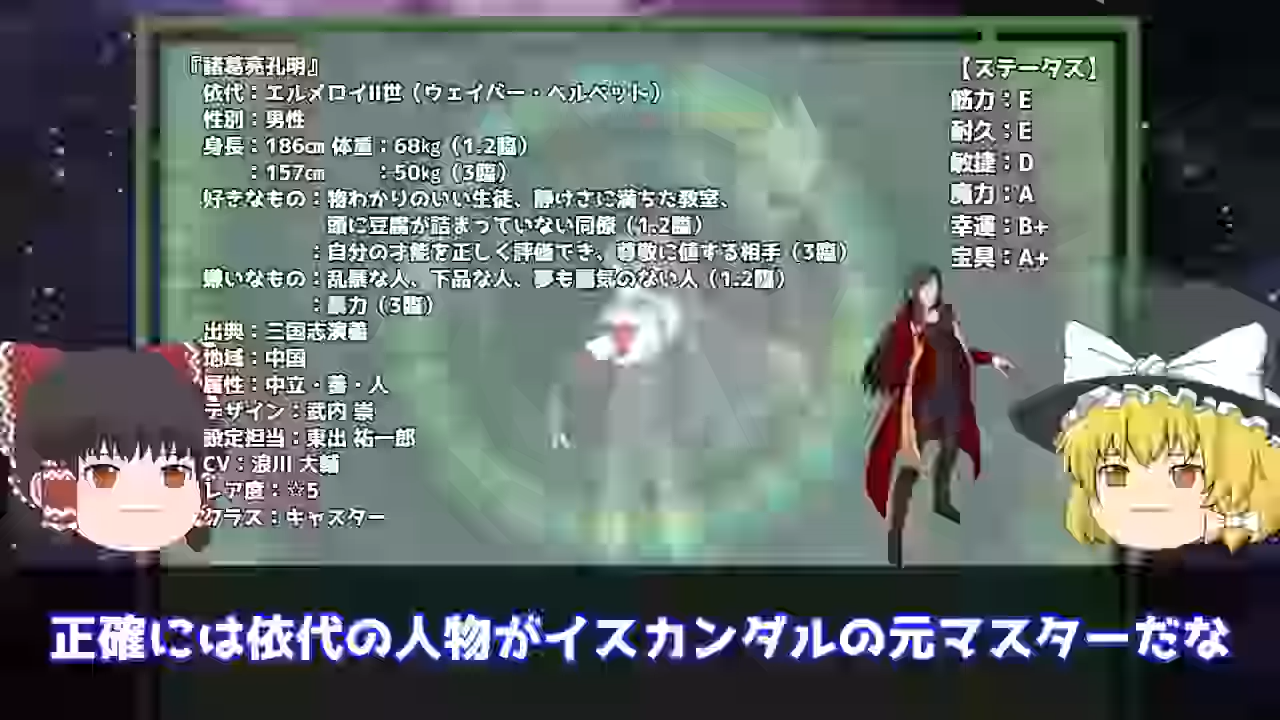 『諸葛亮孔明』
依代：エルメロイII世（ウェイバー・ベルベット）
性別：男性
身長：186㎝ 体重：68㎏（1.2臨）
：157㎝ ：50㎏（3臨）
好きなもの：物わかりのいい生徒、静けさに満ちた教室、
頭に豆腐が詰まっていない同僚（1.2臨）
：自分の才能を正しく評価でき、尊敬に値する相手（3臨）
嫌いなもの：乱暴な人、下品な人、夢も勇気のない人（1.2臨）
：暴力（3臨）
出典：三国志演義
地域：中国
属性：中立・善・人
デザイン：武内 崇
設定担当：東出 祐一郎
CV：浪川 大輔
レア度：☆5
クラス：キャスター
【ステータス】
筋力：E
耐久：E
敏捷：D
魔力：A
幸運：B+
宝具：A+
正確には依代の人物がイスカンダルの元マスターだな